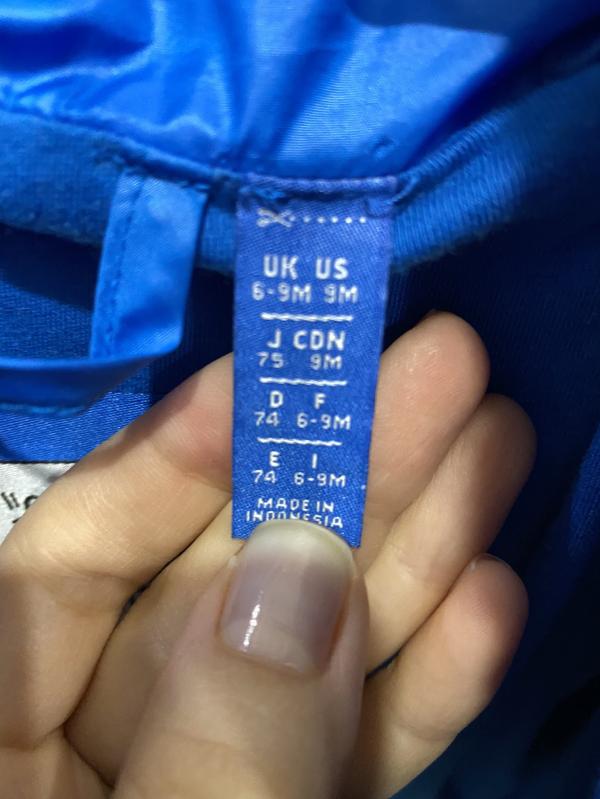 UK US
6-9M 9M
J CDN
75 9M
D F
74 6-9M
E I
74 6-9M
MADE IN
INDONESIA